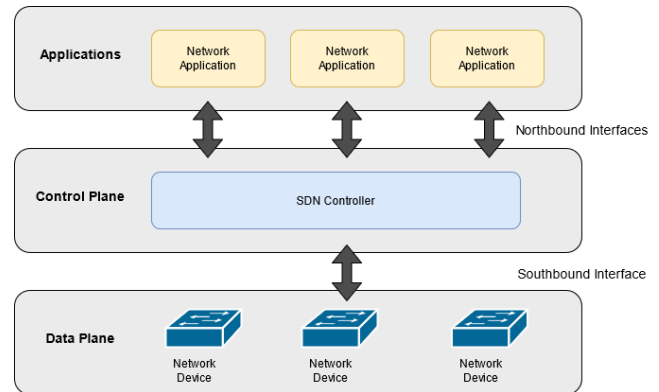 Applications
Network
Application
Network
Application
Network
Application
Northbound Interfaces
Control Plane
SDN Controller
Southbound Interface
Data Plane
Network
Device
Network
Device
Network
Device